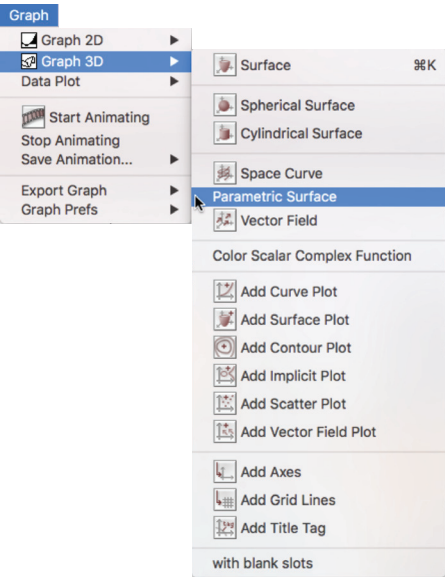 Graph
Graph 2D
Graph 3D
Data Plot
Start Animating
Stop Animating
Save Animation...
Export Graph
Graph Prefs
Surface ⌘K
Spherical Surface
Cylindrical Surface
Space Curve
Parametric Surface
Vector Field
Color Scalar Complex Function
Add Curve Plot
Add Surface Plot
Add Contour Plot
Add Implicit Plot
Add Scatter Plot
Add Vector Field Plot
Add Axes
Add Grid Lines
Add Title Tag
with blank slots